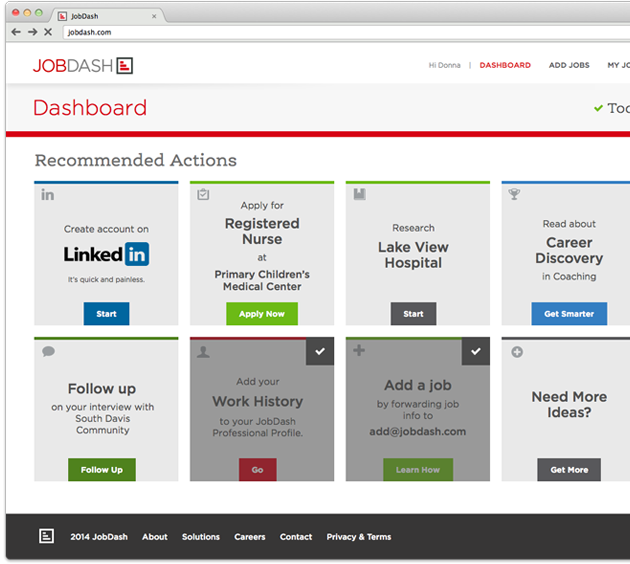 JobDash
jobdash.com
JOBDASH
Hi Donna | DASHBOARD ADD JOBS MY JO
Dashboard
Too
Recommended Actions
Create account on
Linked in
It's quick and painless.
Start
Apply for
Registered
Nurse
at
Primary Children's
Medical Center
Apply Now
Research
Lake View
Hospital
Start
Read about
Career
Discovery
in Coaching
Get Smarter
Follow up
on your interview with
South Davis
Community
Follow Up
Add your
Work History
to your JobDash
Professional Profile.
Go
Add a job
by forwarding job
info to
add@jobdash.com
Learn How
Need More
Ideas?
Get More
2014 JobDash About Solutions Careers Contact Privacy & Terms